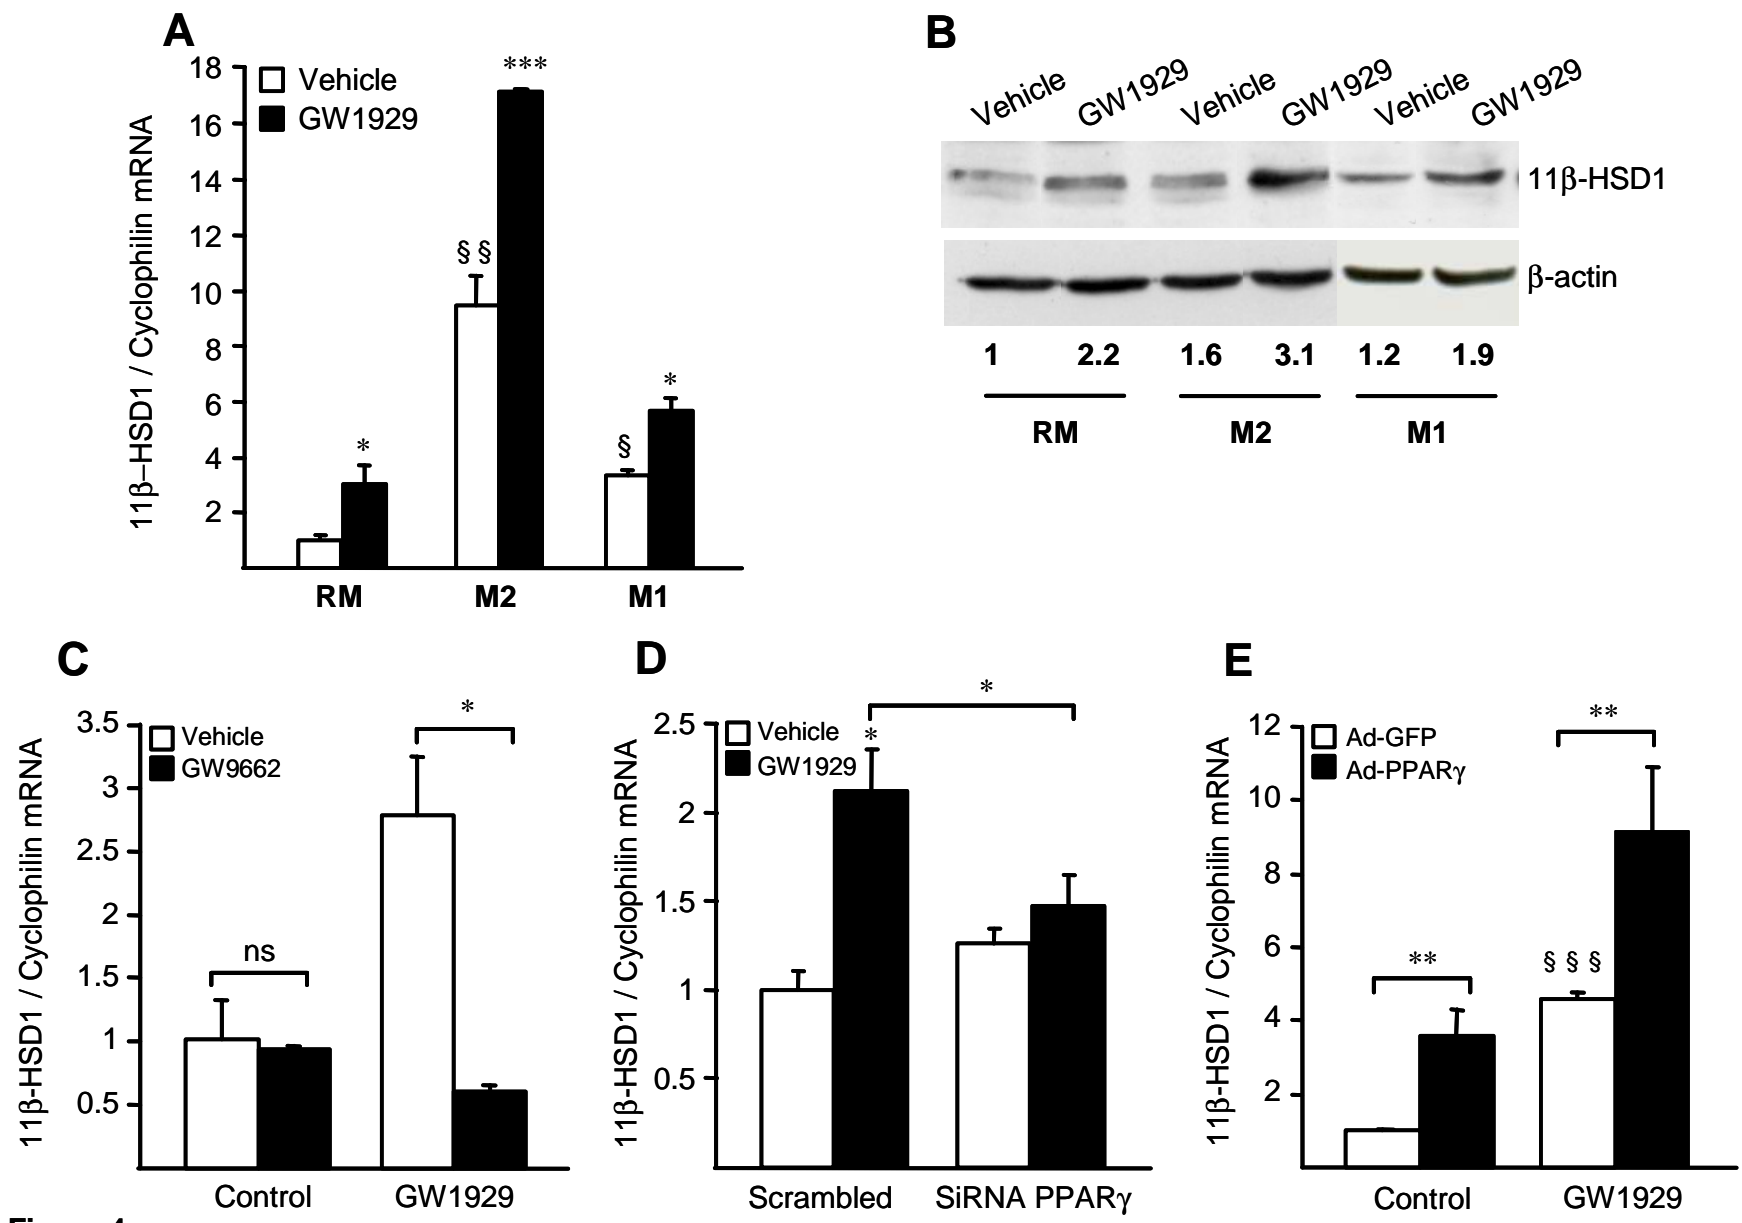 A
11β–HSD1 / Cyclophilin mRNA
18
16
14
12
10
8
6
4
2
Vehicle
GW1929
*
§ §
***
§
*
RM
M2
M1
B
Vehicle
GW1929
Vehicle
GW1929
Vehicle
GW1929
11β-HSD1
β-actin
1 2.2 1.6 3.1 1.2 1.9
RM M2 M1
C
11β-HSD1 / Cyclophilin mRNA
3.5
3
2.5
2
1.5
1
0.5
Vehicle
GW9662
ns
*
Control
GW1929
D
11β-HSD1 / Cyclophilin mRNA
2.5
2
1.5
1
0.5
Vehicle
GW1929
*
*
Scrambled
SiRNA PPARγ
E
11β-HSD1 / Cyclophilin mRNA
12
10
8
6
4
2
Ad-GFP
Ad-PPARγ
**
§ § §
**
Control
GW1929